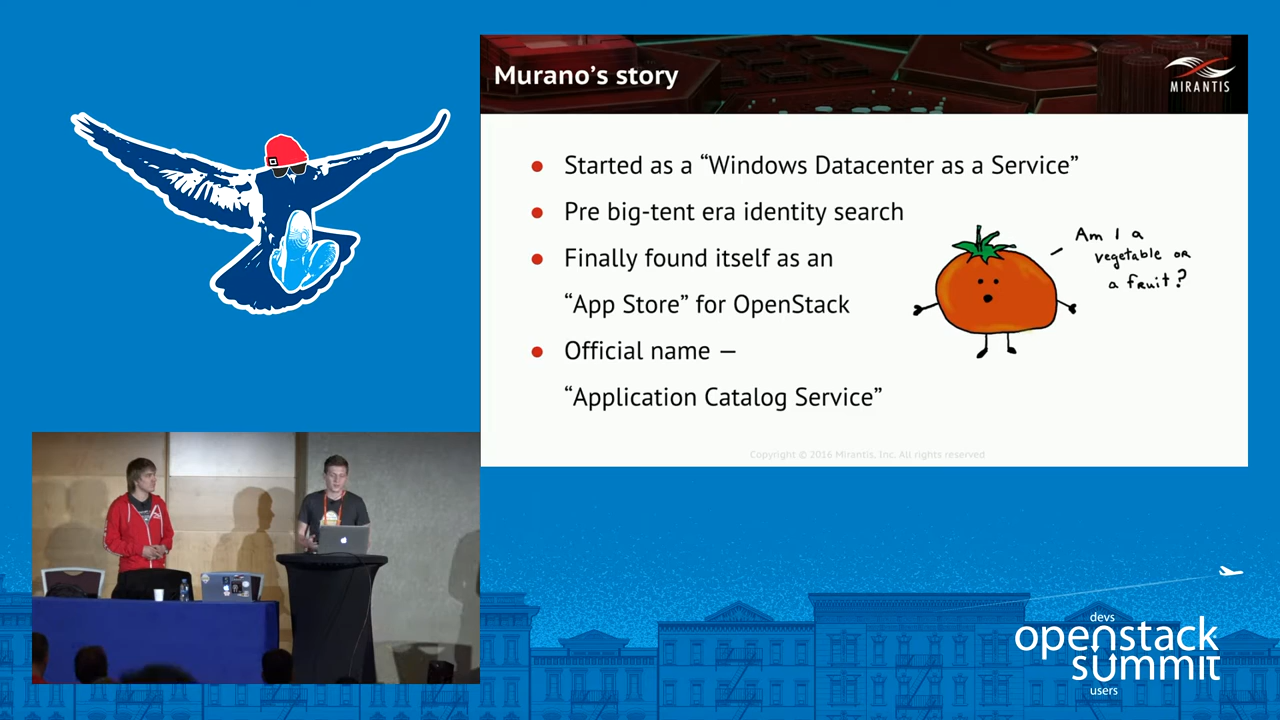 Murano’s story
MIRANTIS
Started as a “Windows Datacenter as a Service”
Pre big-tent era identity search
Finally found itself as an
“App Store” for OpenStack
Official name —
“Application Catalog Service”
Am I a
vegetable or
a fruit?
Copyright © 2016 Mirantis, Inc. All rights reserved
devs
openstack
summit
users